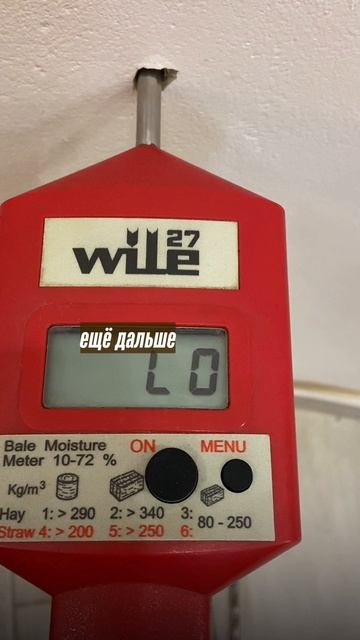 wille 27
ещё дальше
LO
Bale Moisture ON MENU
Meter 10-72 %
Kg/m³
Hay 1: > 290 2: > 340 3: 80 - 250
Straw 4: > 200 5: > 250 6: